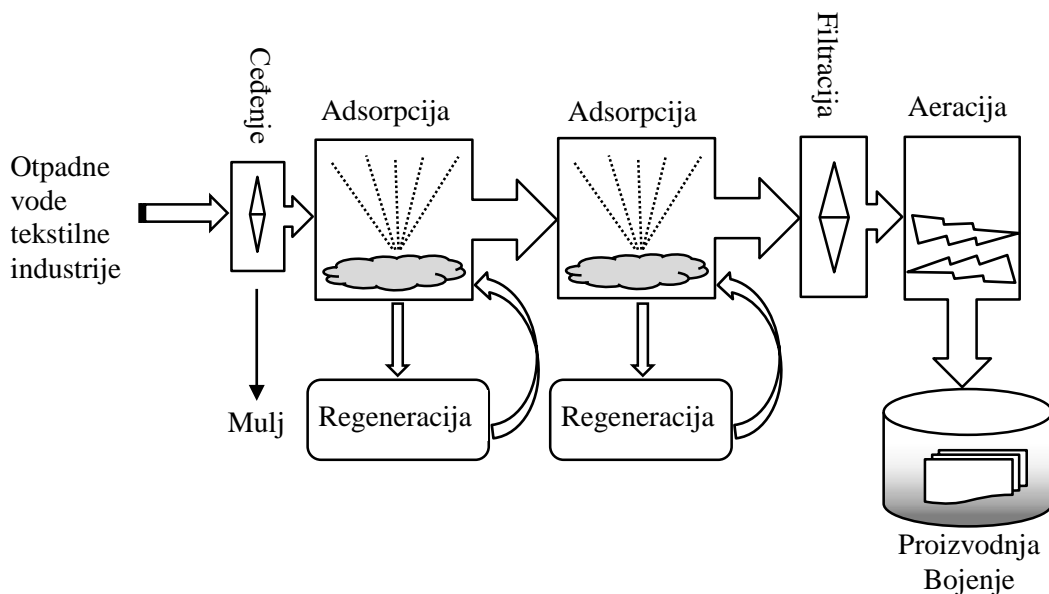 Otpadne
vode
tekstilne
industrije
Ceđenje
Mulj
Adsorpcija
Regeneracija
Adsorpcija
Regeneracija
Filtracija
Aeracija
Proizvodnja
Bojenje